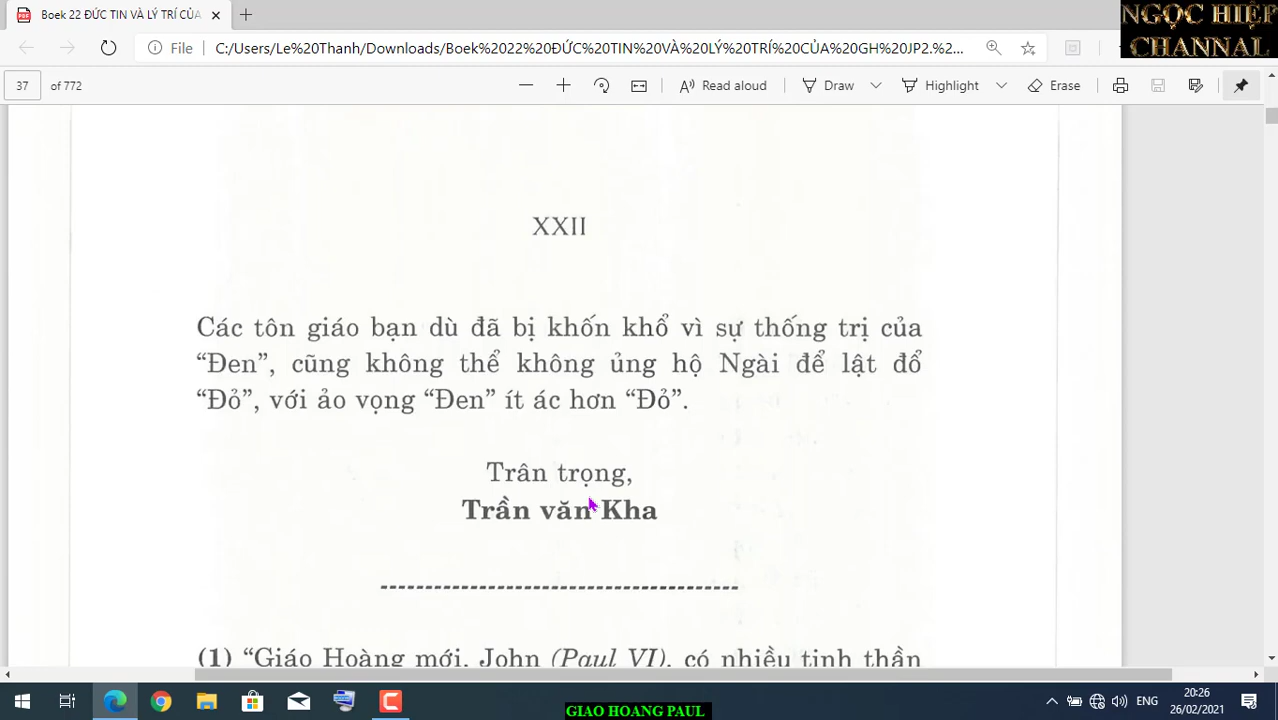 Boek 22 ĐỨC TIN VÀ LÝ TRÍ CỦA
NGỌC HIỆP
CHANNAL
File
C:/Users/Le%20Thanh/Downloads/Boek%2022%20ĐỨC%20TIN%20VÀ%20LÝ%20TRÍ%20CỦA%20GH%20JP2.%...
37 of 772
Read aloud
Draw
Highlight
Erase
XXII
Các tôn giáo bạn dù đã bị khốn khổ vì sự thống trị của
“Đen”, cũng không thể không ủng hộ Ngài để lật đổ
“Đỏ”, với ảo vọng “Đen” ít ác hơn “Đỏ”.
Trân trọng,
Trần văn Kha
(1) “Giáo Hoàng mới, John (Paul VI), có nhiều tinh thần
ENG
20:26
26/02/2021
GIAO HOANG PAUL